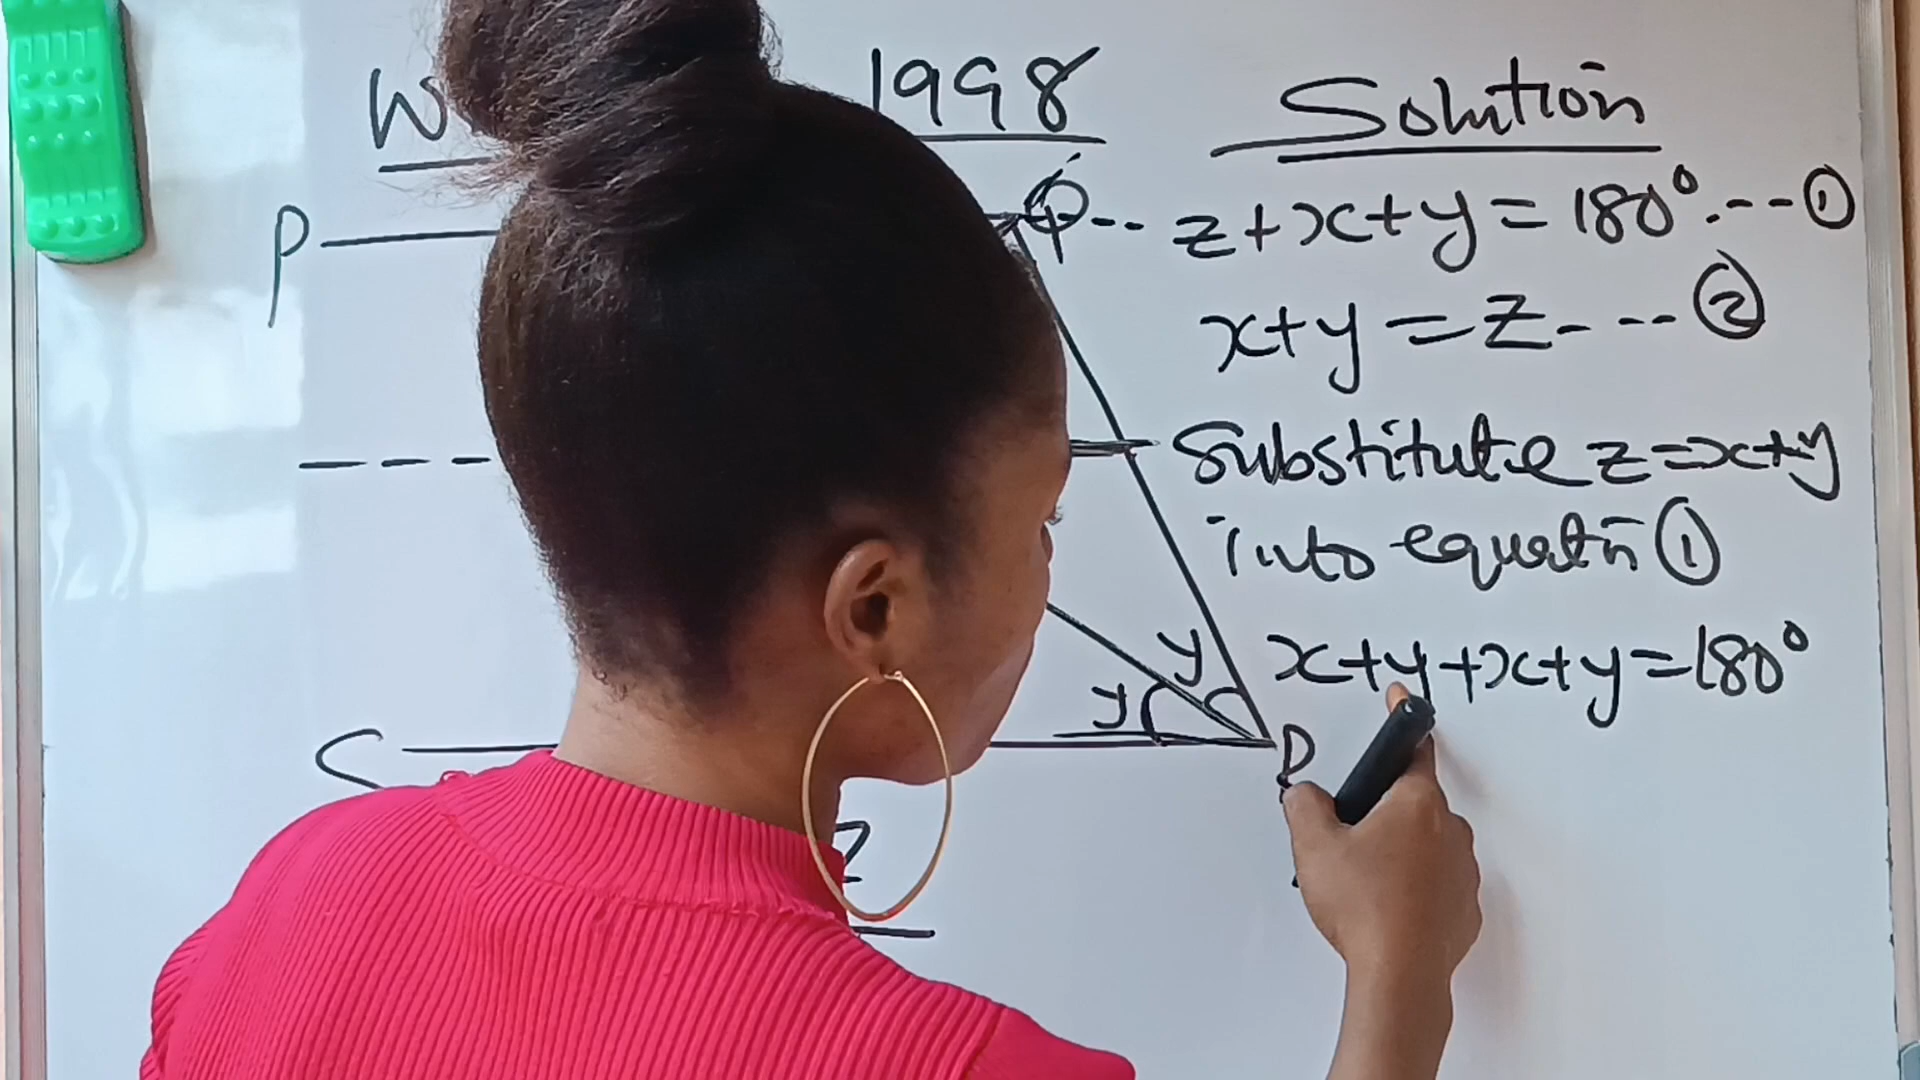 1998
Solution
P
Q
z+x+y=180°.---①
x+y=z---②
Substitute z=x+y
into equatn ①
x+y+x+y=180°
y
y
D